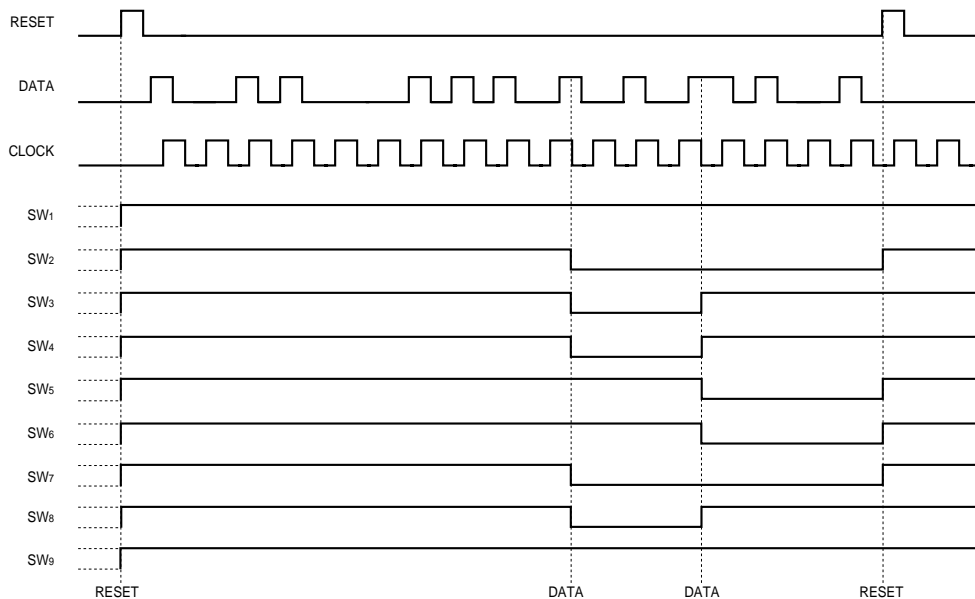 RESET
DATA
CLOCK
SW1
SW2
SW3
SW4
SW5
SW6
SW7
SW8
SW9
RESET DATA DATA RESET